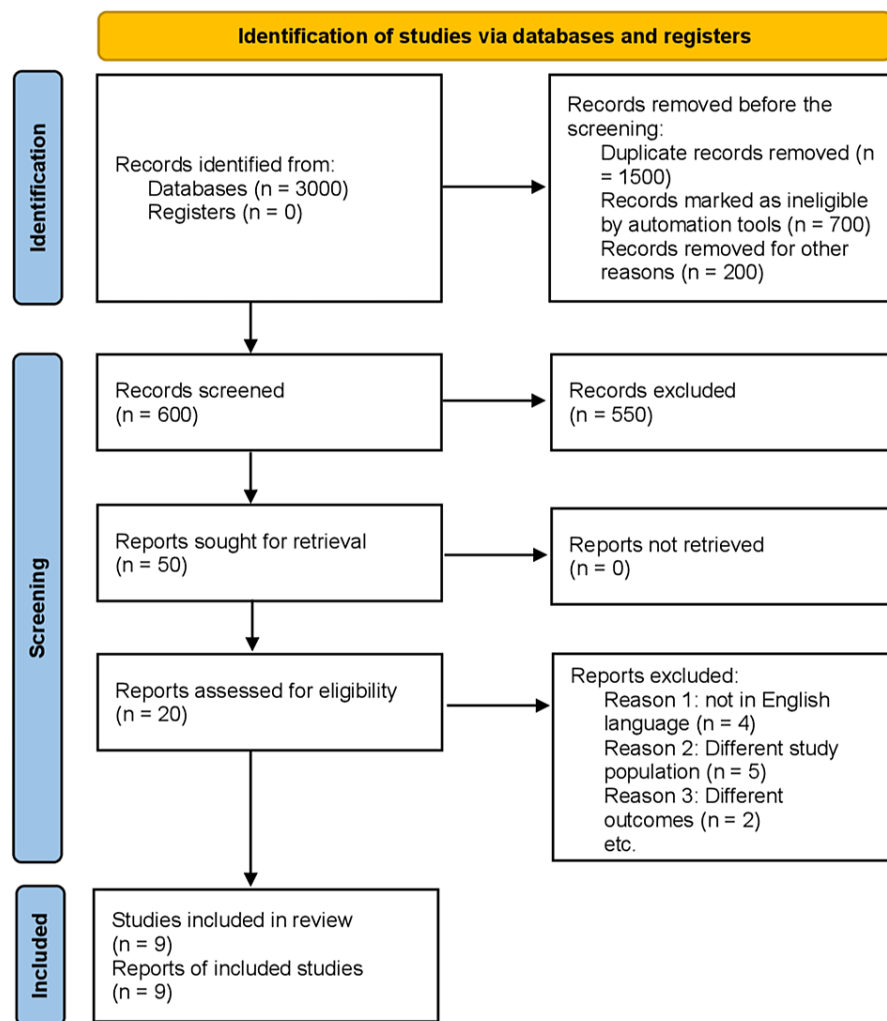 Identification of studies via databases and registers
Identification
Records identified from:
Databases (n = 3000)
Registers (n = 0)
Records removed before the
screening:
Duplicate records removed (n
= 1500)
Records marked as ineligible
by automation tools (n = 700)
Records removed for other
reasons (n = 200)
Screening
Records screened
(n = 600)
Records excluded
(n = 550)
Reports sought for retrieval
(n = 50)
Reports not retrieved
(n = 0)
Reports assessed for eligibility
(n = 20)
Reports excluded:
Reason 1: not in English
language (n = 4)
Reason 2: Different study
population (n = 5)
Reason 3: Different
outcomes (n = 2)
etc.
Included
Studies included in review
(n = 9)
Reports of included studies
(n = 9)